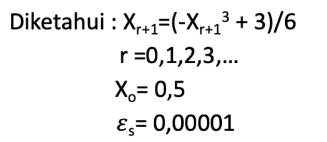 Diketahui : Xᵣ₊₁=(-Xᵣ₊₁³ + 3)/6
r =0,1,2,3,...
Xₒ= 0,5
εₛ= 0,00001